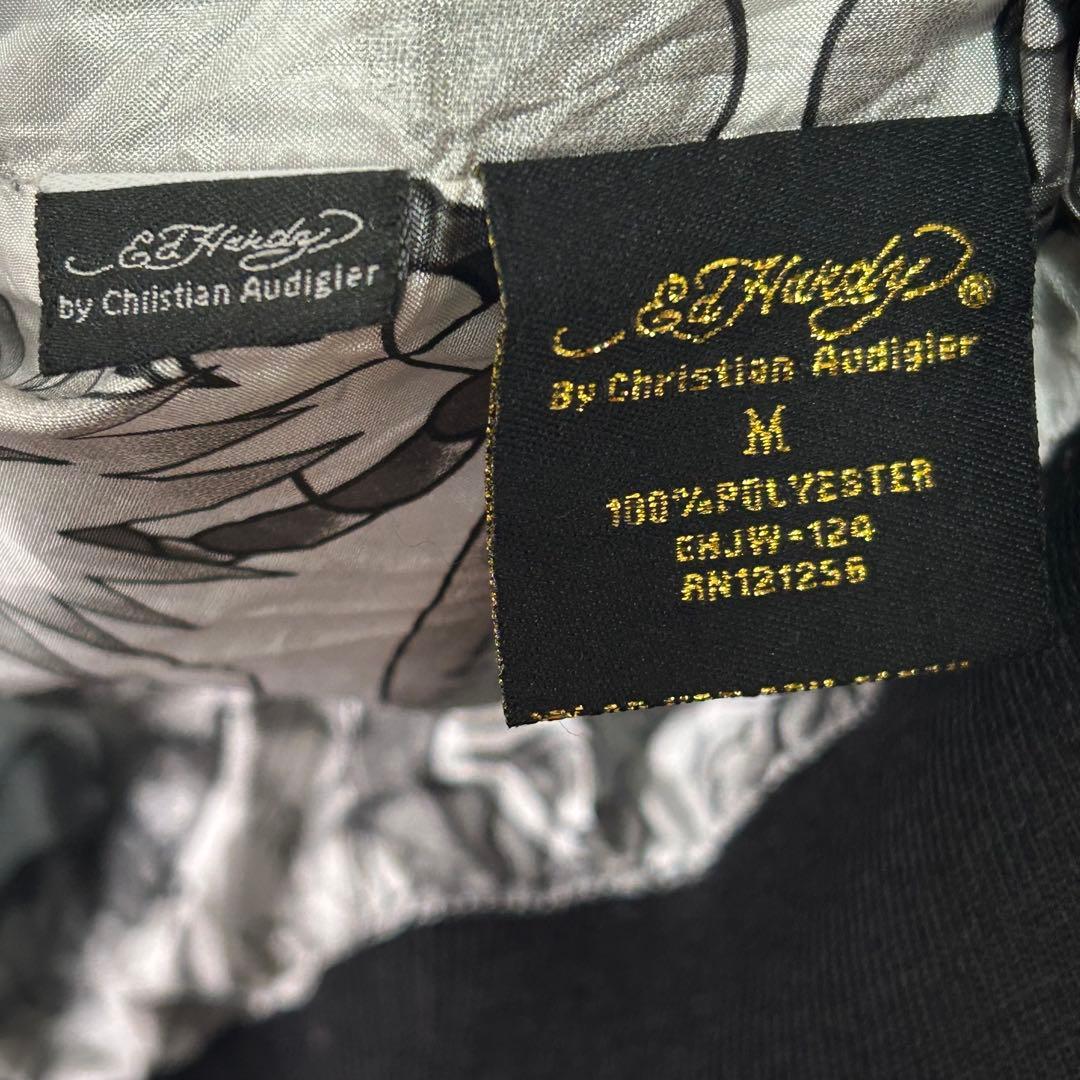 Ed Hardy
by Christian Audigier
Ed Hardy®
By Christian Audigier
M
100%POLYESTER
EHJW-124
RN121256